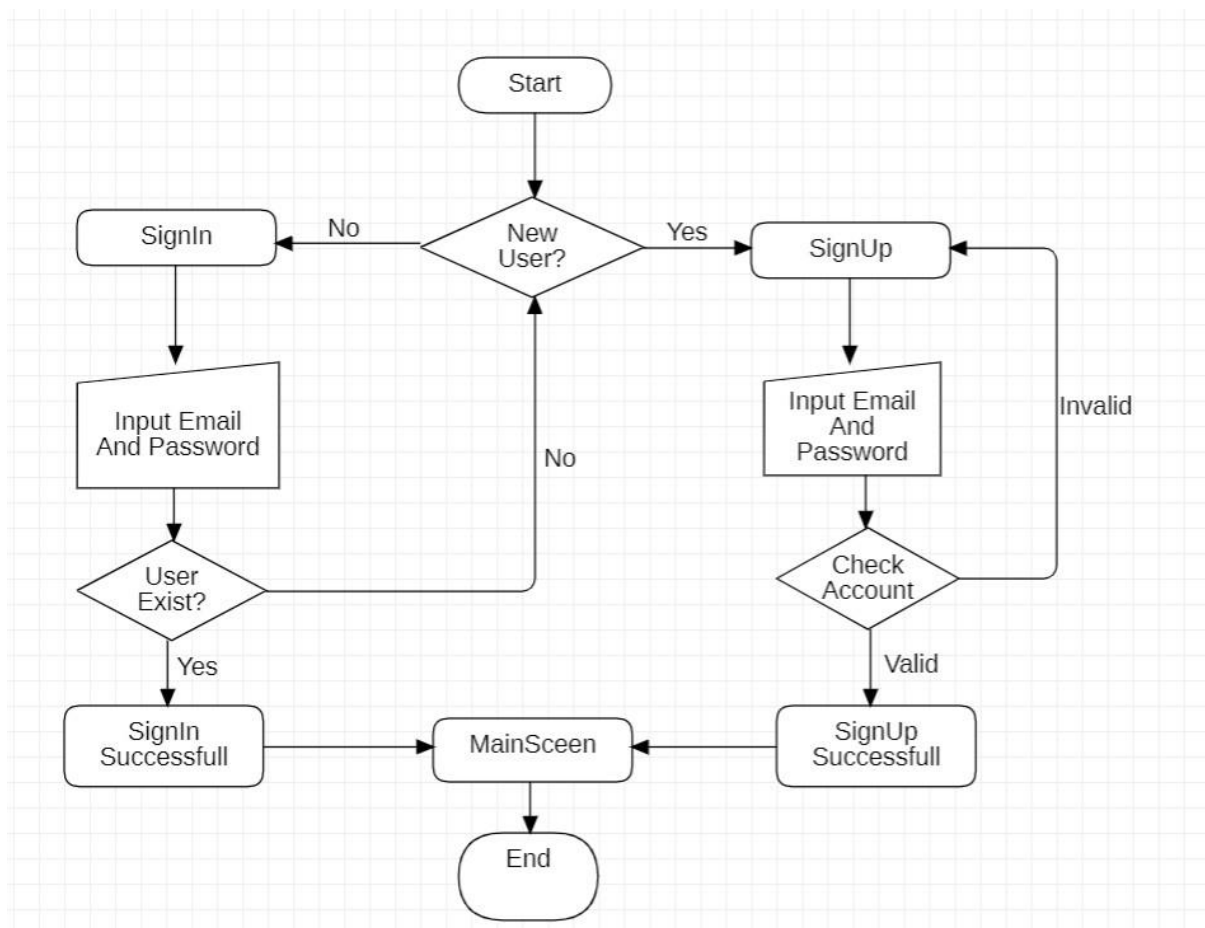 Start
No
New
User?
Yes
SignIn
SignUp
Input Email
And Password
No
Input Email
And
Password
Invalid
User
Exist?
Check
Account
Yes
Valid
SignIn
Successfull
MainSceen
SignUp
Successfull
End